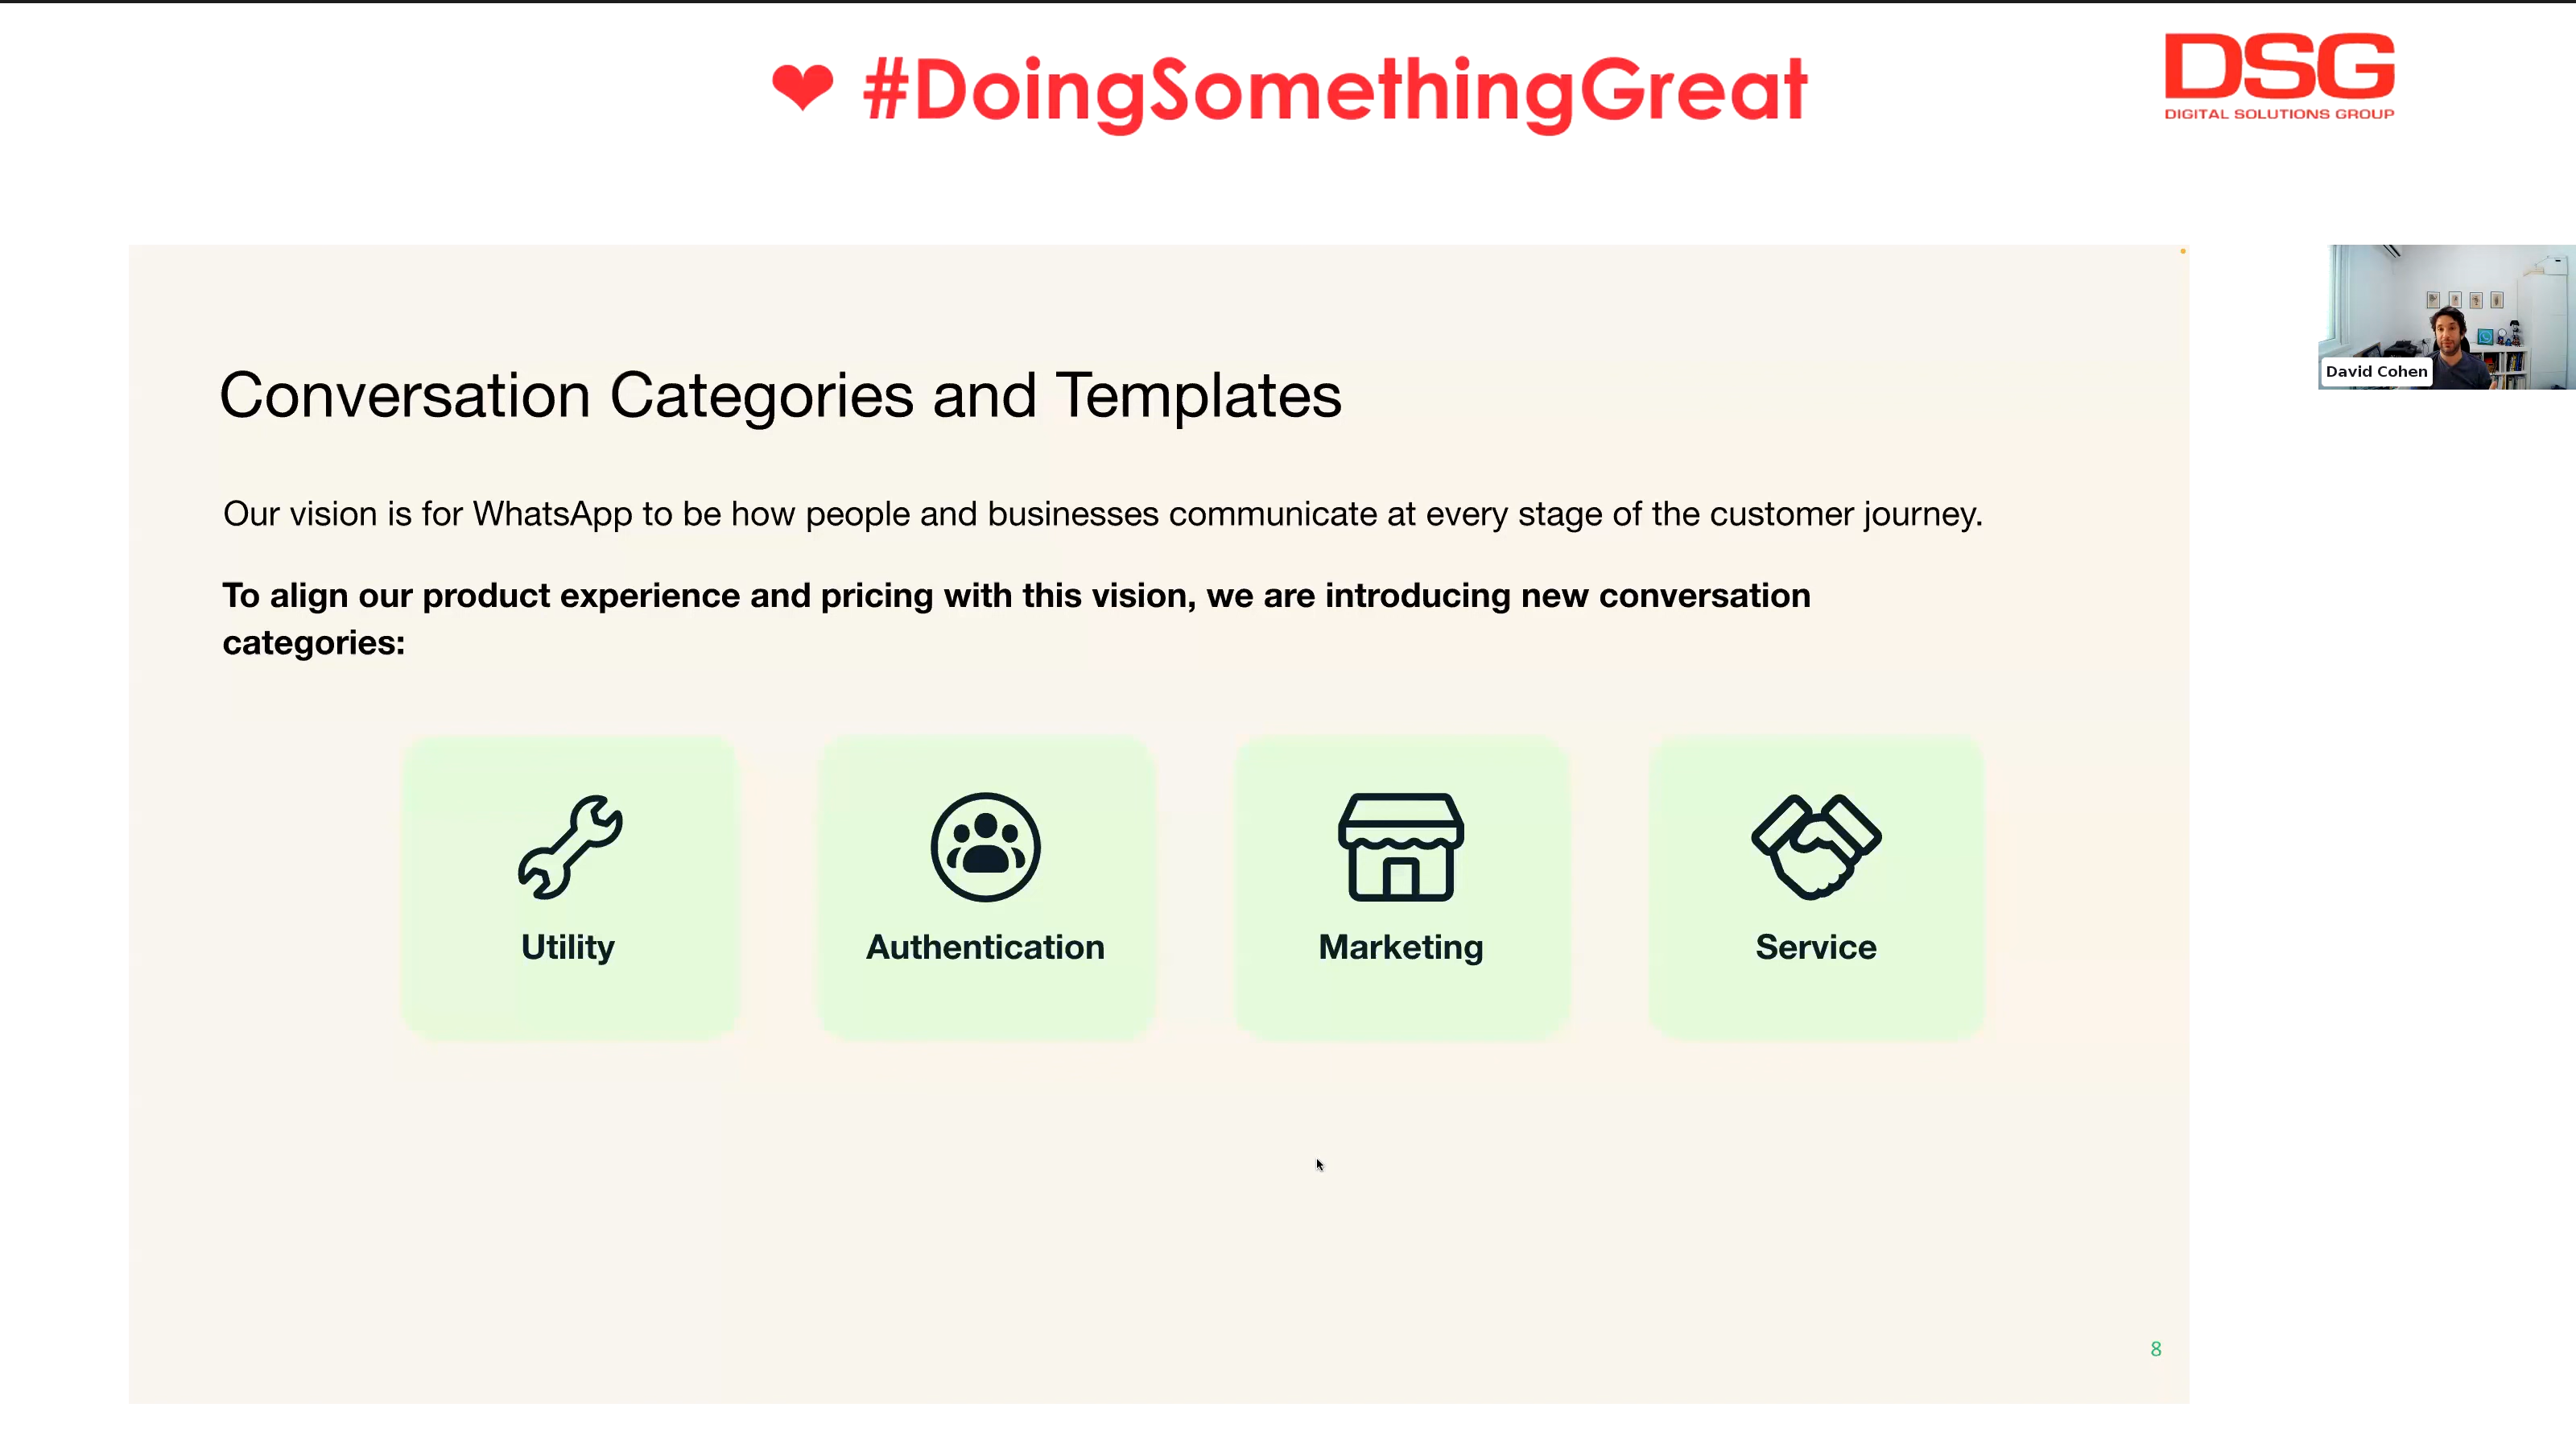 ❤ #DoingSomethingGreat
DSG
DIGITAL SOLUTIONS GROUP
David Cohen
Conversation Categories and Templates
Our vision is for WhatsApp to be how people and businesses communicate at every stage of the customer journey.
To align our product experience and pricing with this vision, we are introducing new conversation
categories:
Utility
Authentication
Marketing
Service
8